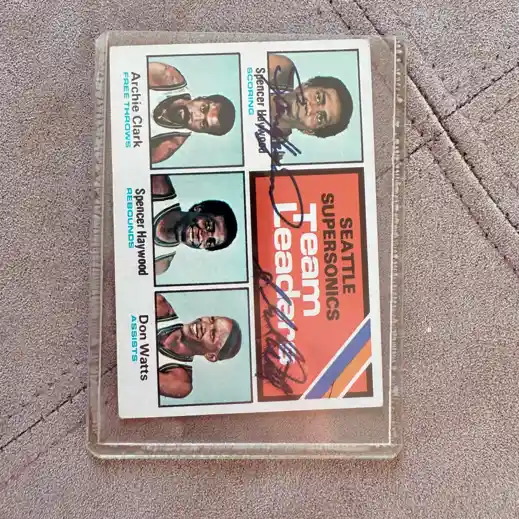 Spencer Haywood
SCORING
SEATTLE
SUPERSONICS
Team
Leaders
Archie Clark
FREE THROWS
Spencer Haywood
REBOUNDS
Don Watts
ASSISTS